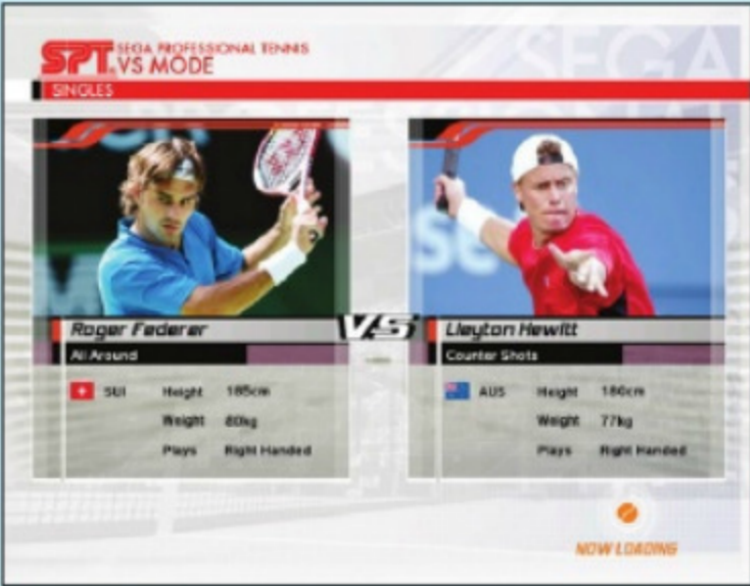 SEGA
SPT SEGA PROFESSIONAL TENNIS
VS MODE
SINGLES
Roger Federer
VS
Lleyton Hewitt
All Around
Counter Shots
SUI Height 185cm
Weight 80kg
Plays Right Handed
AUS Height 180cm
Weight 77kg
Plays Right Handed
NOW LOADING